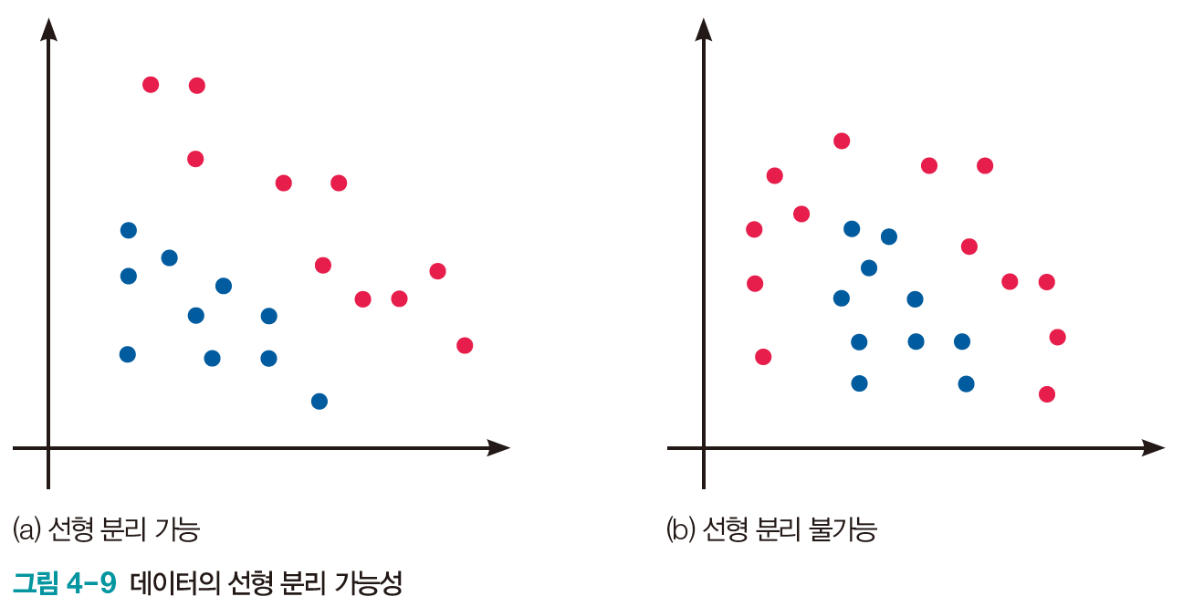 (a) 선형 분리 가능
(b) 선형 분리 불가능
그림 4-9 데이터의 선형 분리 가능성